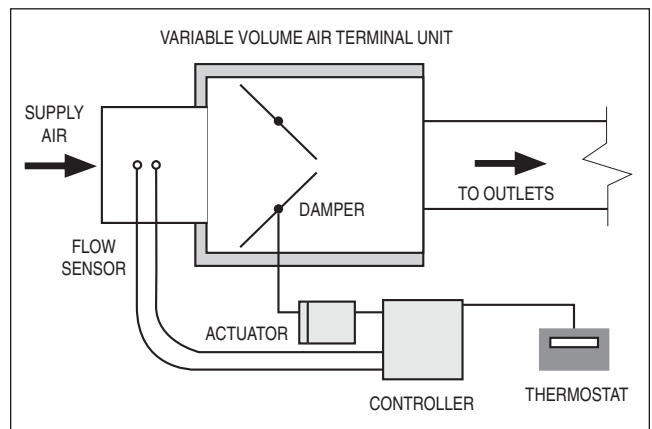 VARIABLE VOLUME AIR TERMINAL UNIT
SUPPLY
AIR
DAMPER
TO OUTLETS
FLOW
SENSOR
ACTUATOR
CONTROLLER
THERMOSTAT